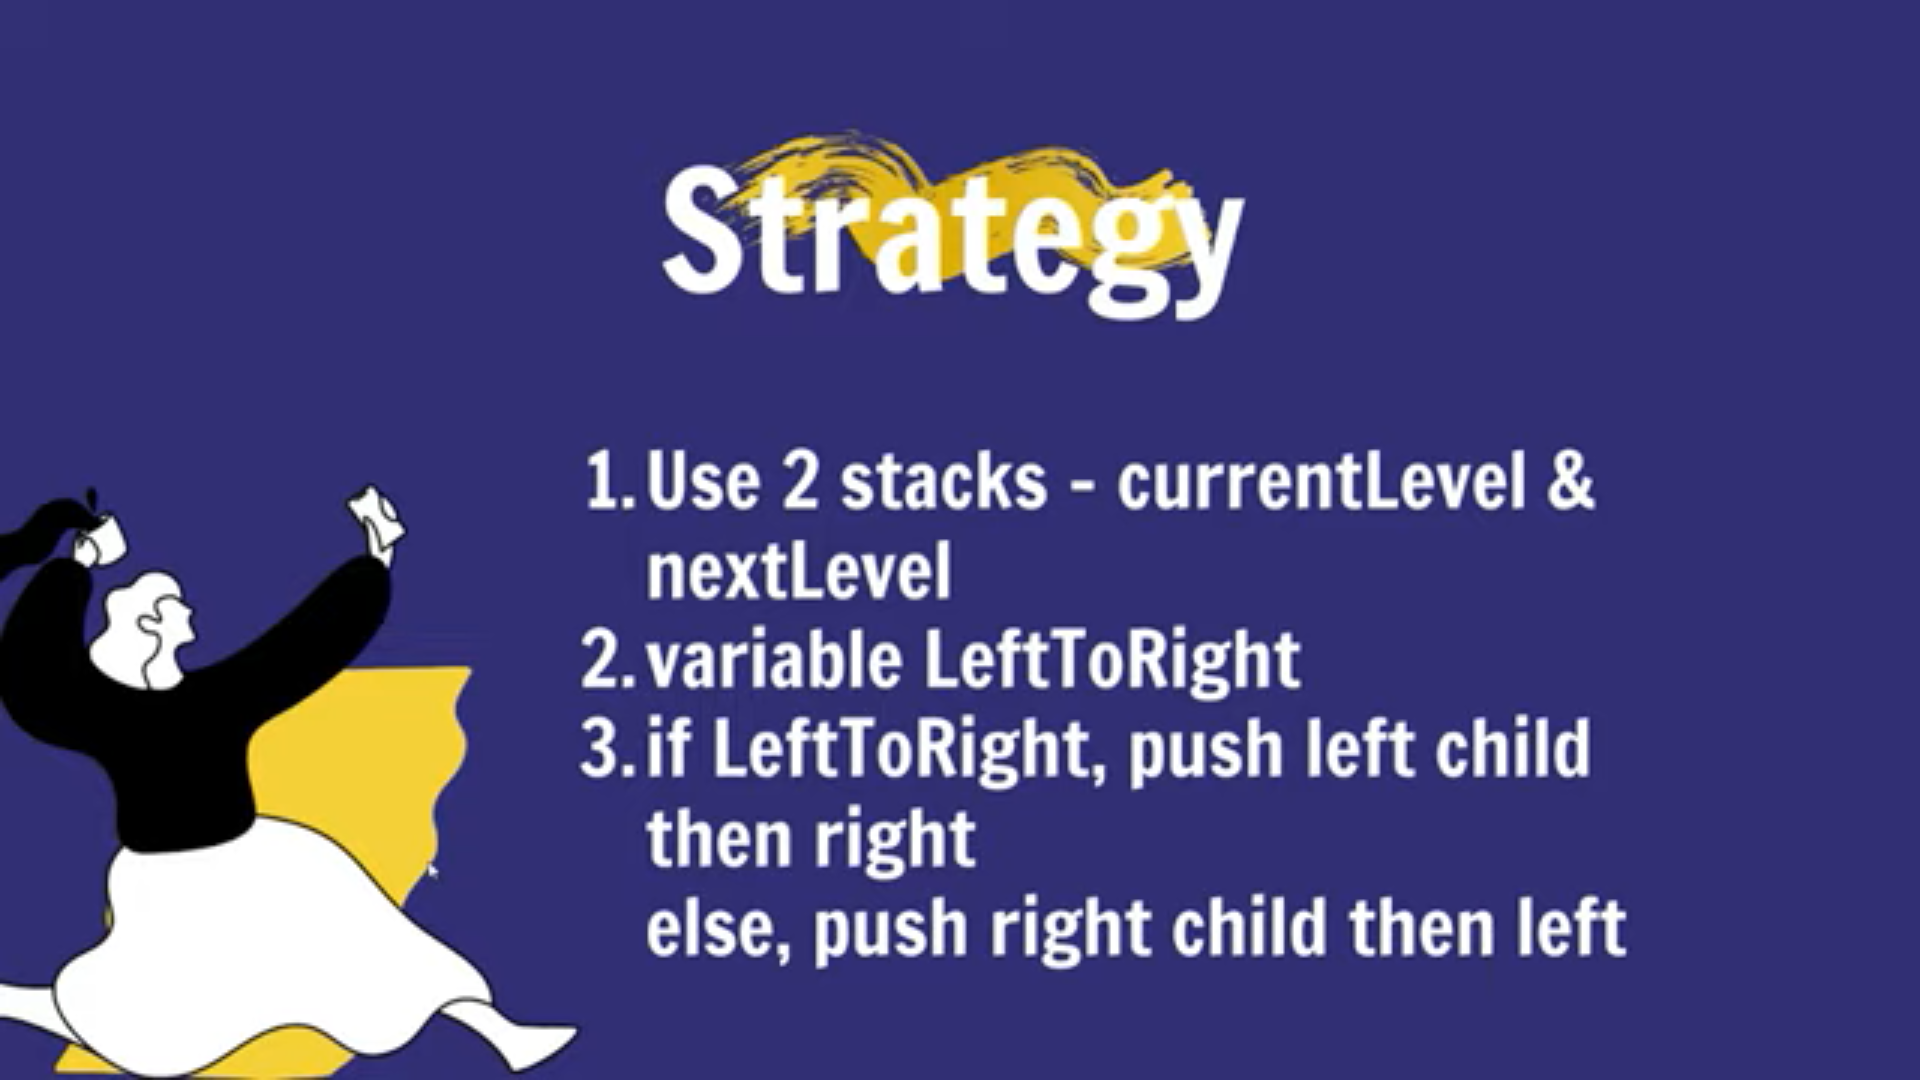 Strategy
1. Use 2 stacks - currentLevel &
nextLevel
2. variable LeftToRight
3. if LeftToRight, push left child
then right
else, push right child then left